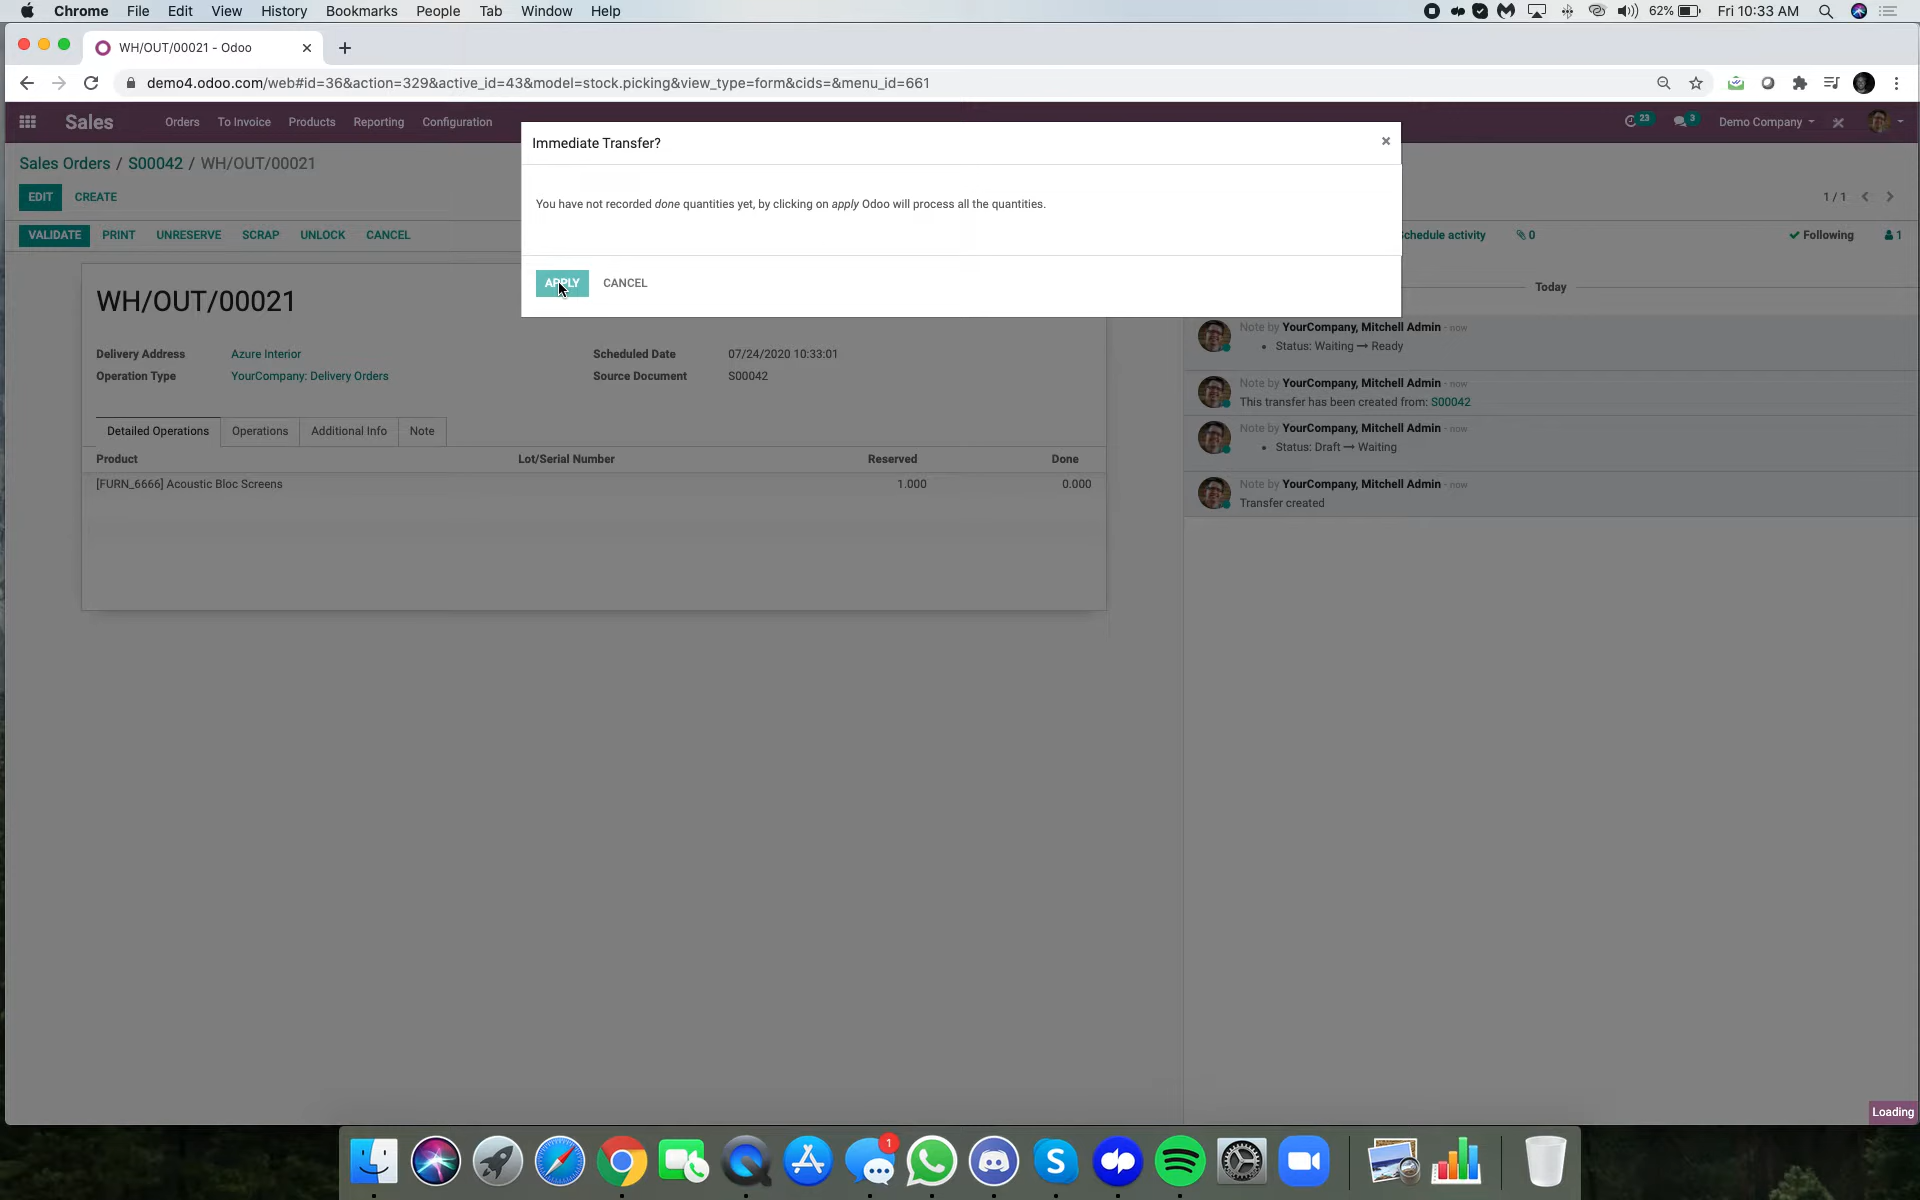 Chrome File Edit View History Bookmarks People Tab Window Help 62% Fri 10:33 AM
WH/OUT/00021 - Odoo
demo4.odoo.com/web#id=36&action=329&active_id=43&model=stock.picking&view_type=form&cids=&menu_id=661
Sales Orders To Invoice Products Reporting Configuration 23 3 Demo Company
Immediate Transfer?
Sales Orders / S00042 / WH/OUT/00021
EDIT CREATE 1 / 1
You have not recorded done quantities yet, by clicking on apply Odoo will process all the quantities.
VALIDATE PRINT UNRESERVE SCRAP UNLOCK CANCEL chedule activity 0 Following 1
APPLY CANCEL
Today
WH/OUT/00021
Note by YourCompany, Mitchell Admin - now
Status: Waiting → Ready
Delivery Address Azure Interior Scheduled Date 07/24/2020 10:33:01
Operation Type YourCompany: Delivery Orders Source Document S00042
Note by YourCompany, Mitchell Admin - now
This transfer has been created from: S00042
Note by YourCompany, Mitchell Admin - now
Status: Draft → Waiting
Detailed Operations Operations Additional Info Note
Product Lot/Serial Number Reserved Done
[FURN_6666] Acoustic Bloc Screens 1.000 0.000
Note by YourCompany, Mitchell Admin - now
Transfer created
Loading
1